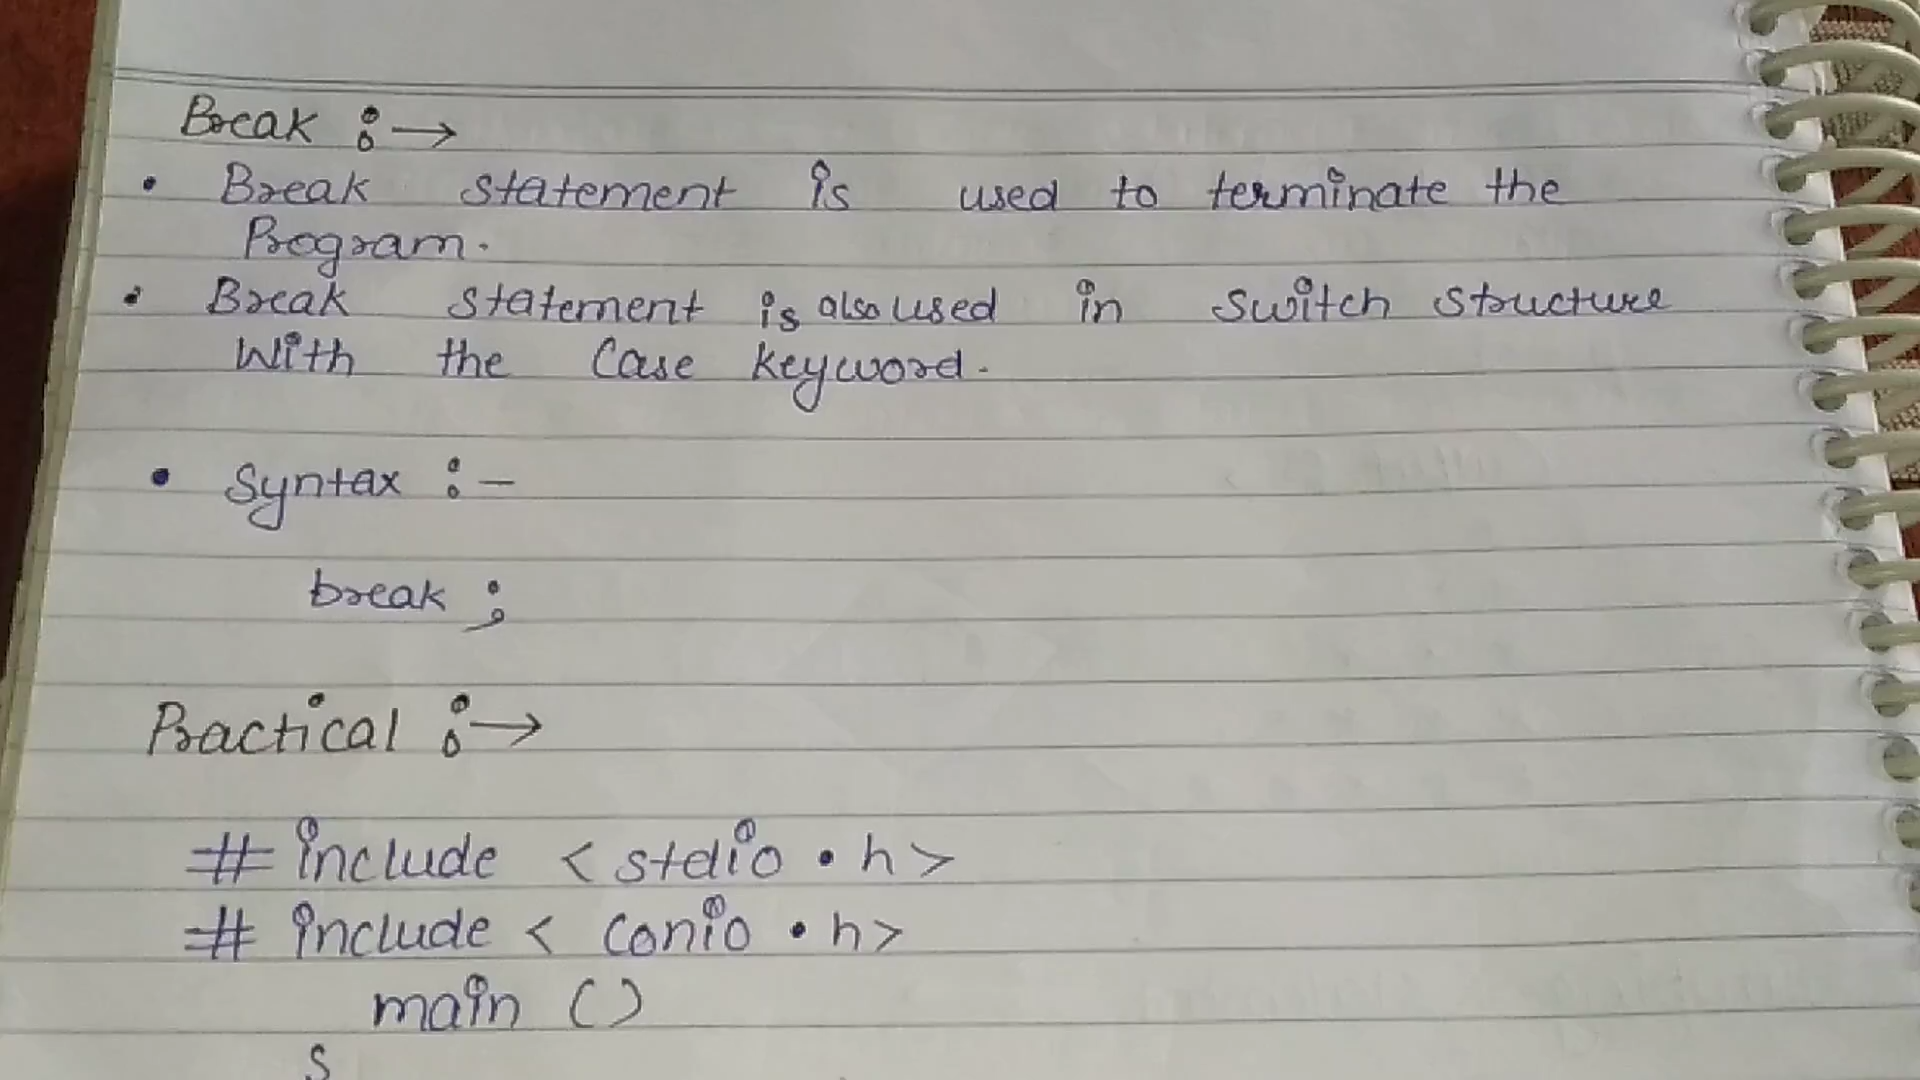 Break :→
• Break statement is used to terminate the
Program.
• Break statement is also used in Switch structure
With the Case keyword.
• Syntax :-
break ;
Practical :→
# include < stdio . h >
# include < conio . h >
main ()